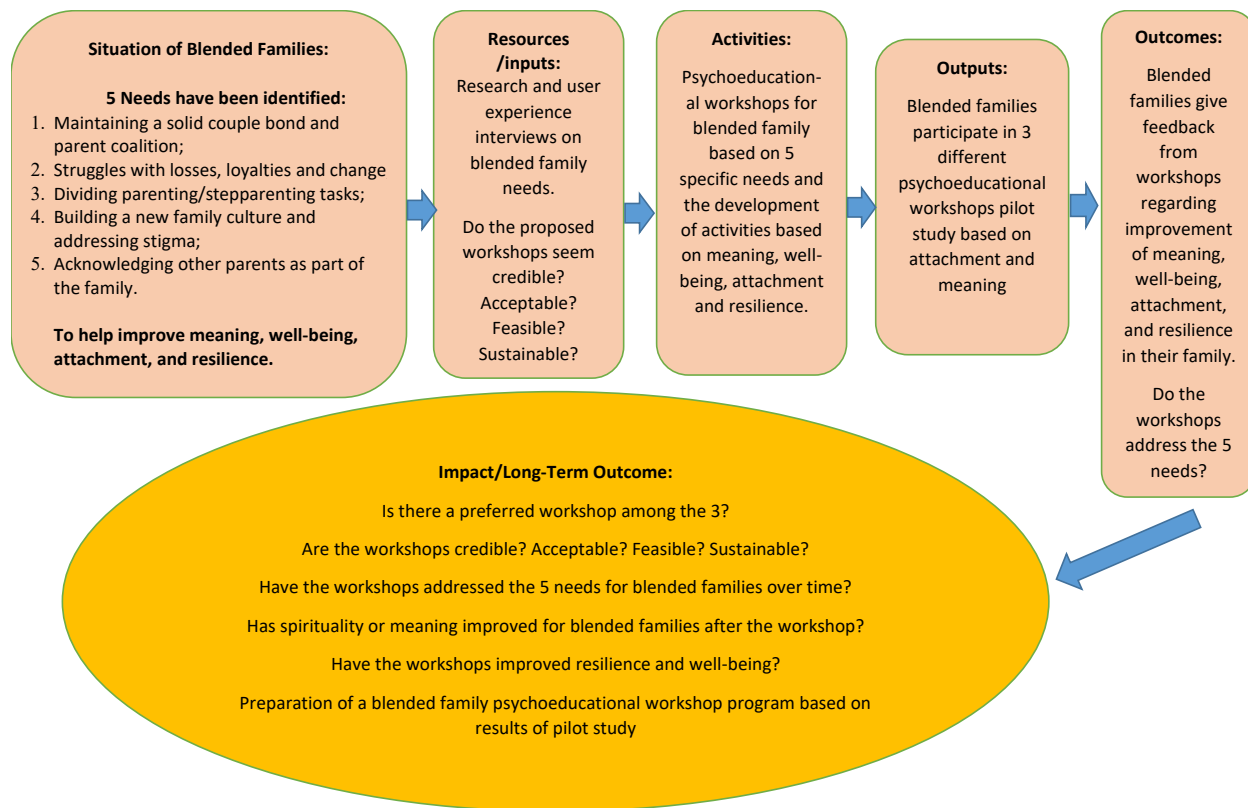 Situation of Blended Families:
5 Needs have been identified:
1. Maintaining a solid couple bond and
parent coalition;
2. Struggles with losses, loyalties and change
3. Dividing parenting/stepparenting tasks;
4. Building a new family culture and
addressing stigma;
5. Acknowledging other parents as part of
the family.
To help improve meaning, well-being,
attachment, and resilience.
Resources
/inputs:
Research and user
experience
interviews on
blended family
needs.
Do the proposed
workshops seem
credible?
Acceptable?
Feasible?
Sustainable?
Activities:
Psychoeducation-
al workshops for
blended family
based on 5
specific needs and
the development
of activities based
on meaning, well-
being, attachment
and resilience.
Outputs:
Blended families
participate in 3
different
psychoeducational
workshops pilot
study based on
attachment and
meaning
Outcomes:
Blended
families give
feedback
from
workshops
regarding
improvement
of meaning,
well-being,
attachment,
and resilience
in their family.
Do the
workshops
address the 5
needs?
Impact/Long-Term Outcome:
Is there a preferred workshop among the 3?
Are the workshops credible? Acceptable? Feasible? Sustainable?
Have the workshops addressed the 5 needs for blended families over time?
Has spirituality or meaning improved for blended families after the workshop?
Have the workshops improved resilience and well-being?
Preparation of a blended family psychoeducational workshop program based on
results of pilot study